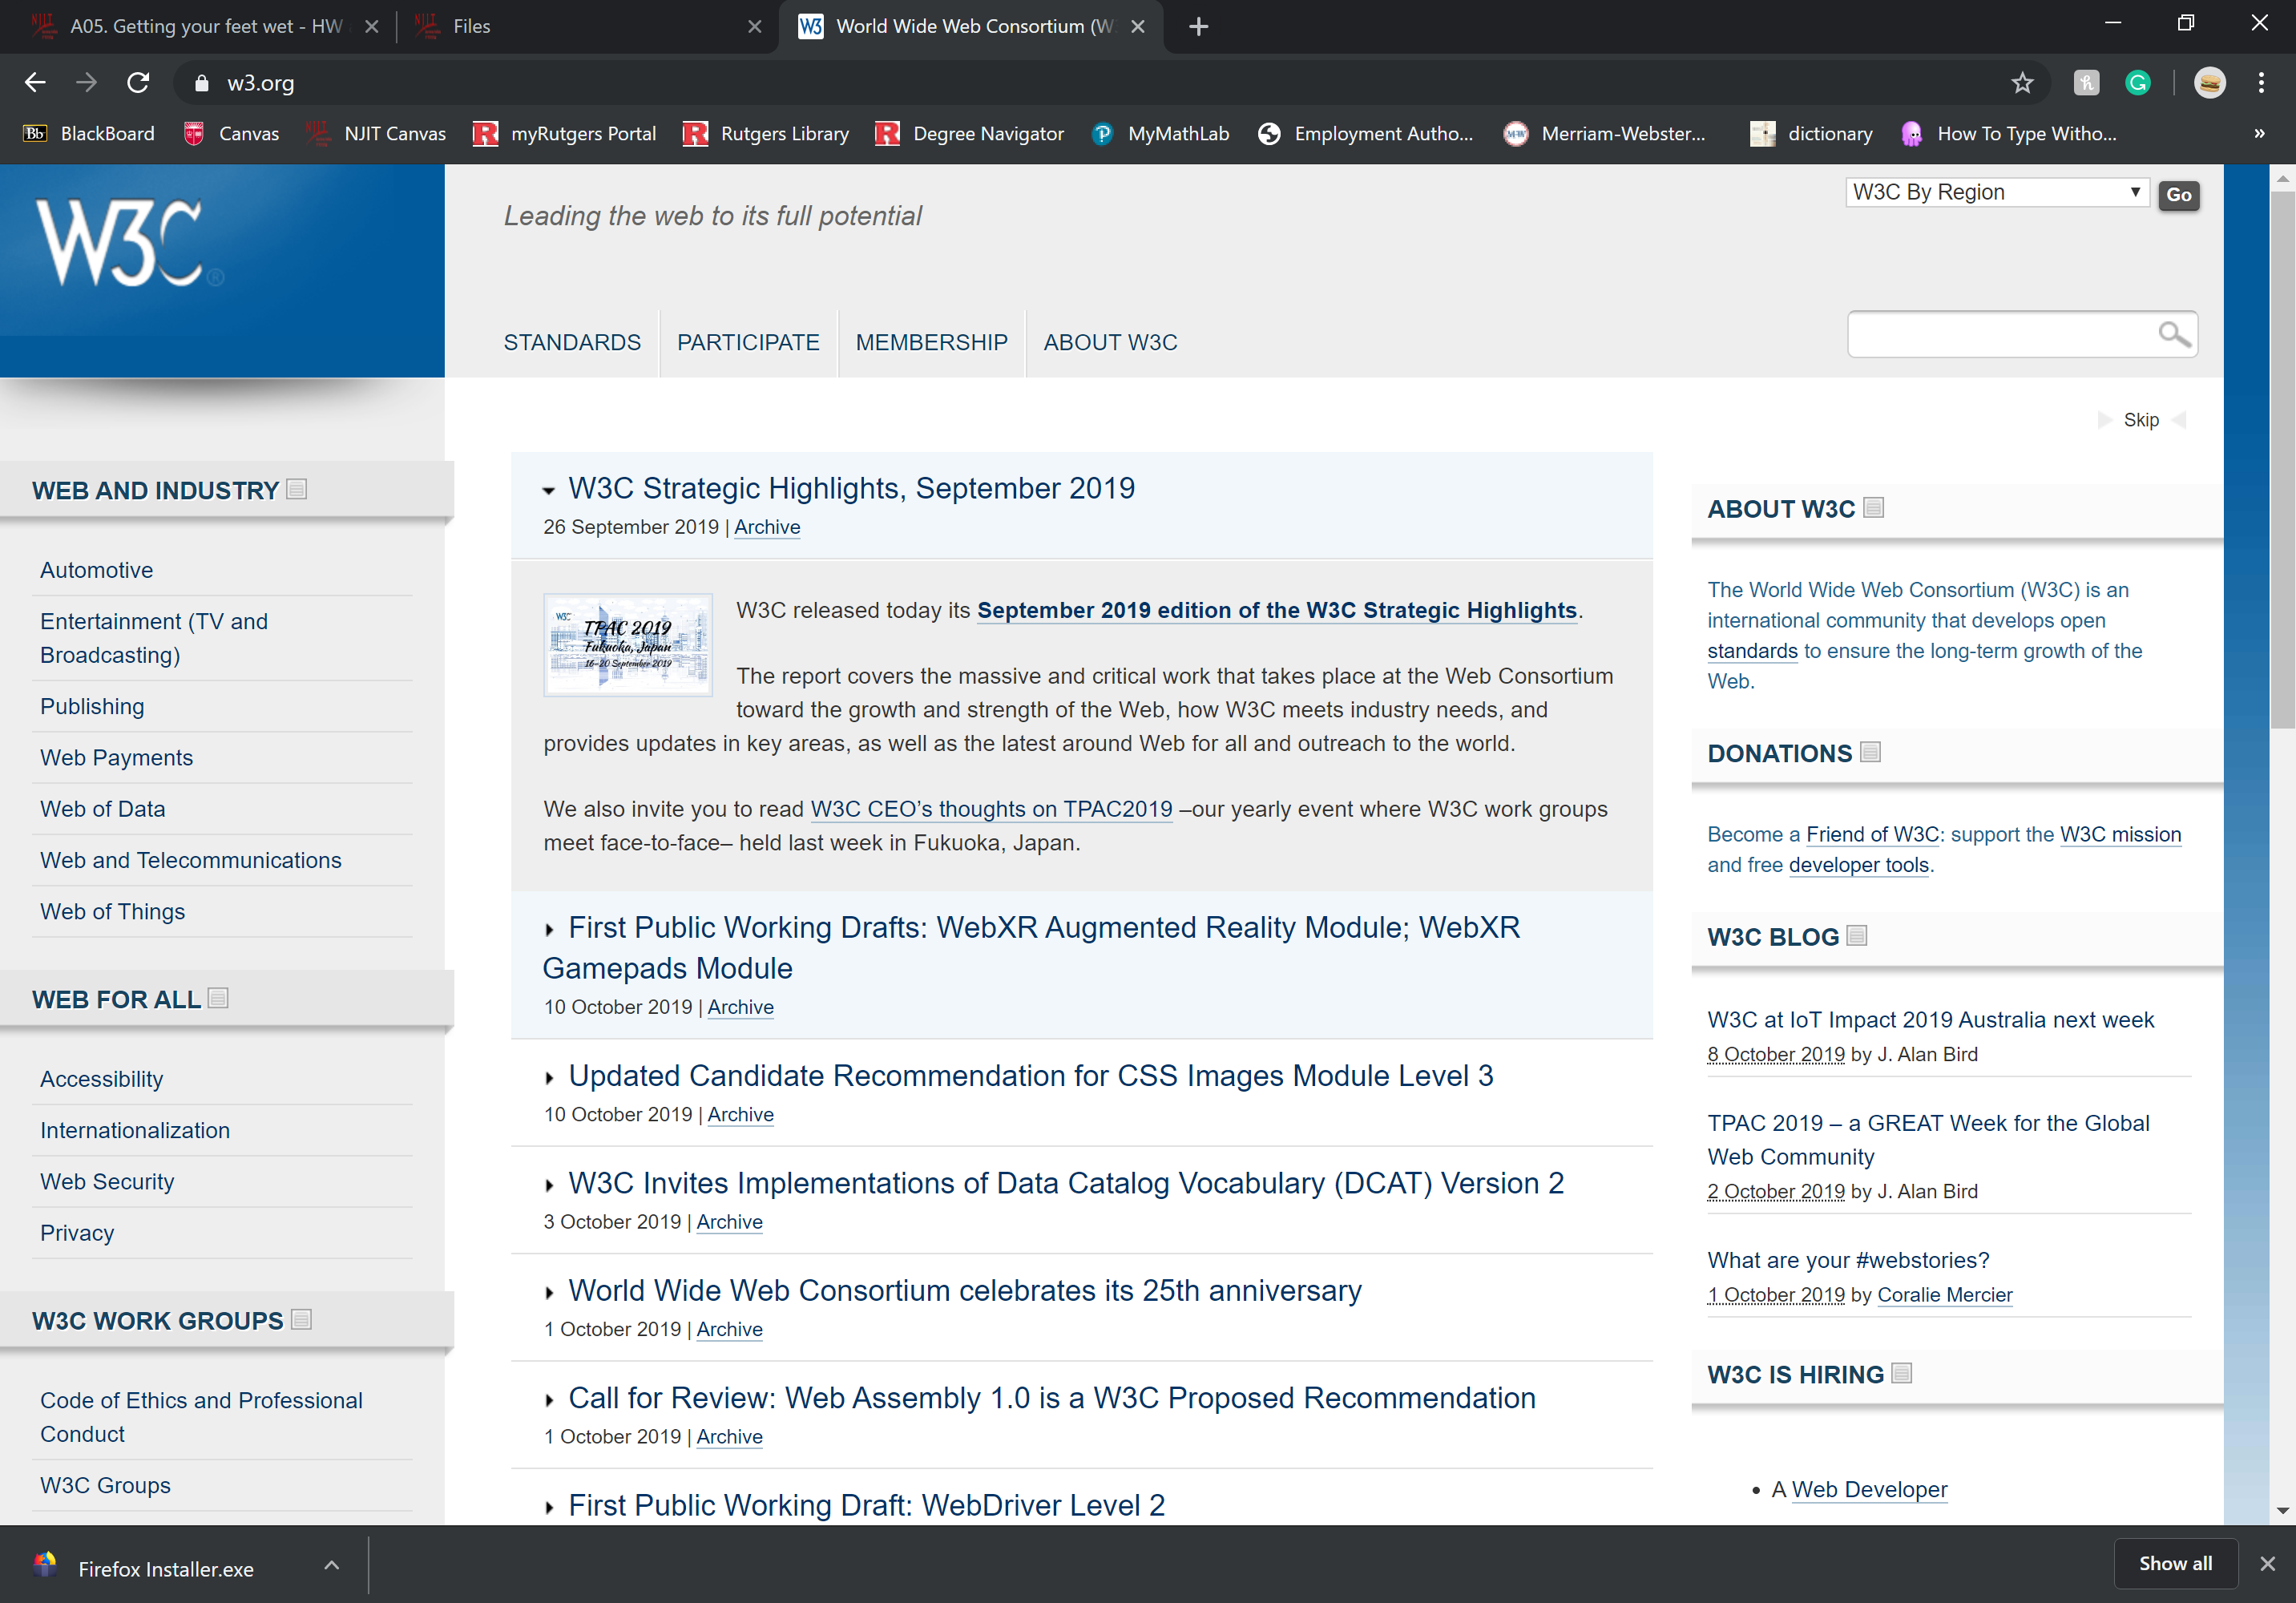 A05. Getting your feet wet - HW
Files
World Wide Web Consortium (W
w3.org
BlackBoard
Canvas
NJIT Canvas
myRutgers Portal
Rutgers Library
Degree Navigator
MyMathLab
Employment Autho...
Merriam-Webster...
dictionary
How To Type Witho...
»
W3C®
Leading the web to its full potential
W3C By Region
Go
STANDARDS
PARTICIPATE
MEMBERSHIP
ABOUT W3C
Skip
WEB AND INDUSTRY
Automotive
Entertainment (TV and
Broadcasting)
Publishing
Web Payments
Web of Data
Web and Telecommunications
Web of Things
WEB FOR ALL
Accessibility
Internationalization
Web Security
Privacy
W3C WORK GROUPS
Code of Ethics and Professional
Conduct
W3C Groups
W3C Strategic Highlights, September 2019
26 September 2019 | Archive
W3C
TPAC 2019
Fukuoka, Japan
16-20 September 2019
W3C released today its September 2019 edition of the W3C Strategic Highlights.
The report covers the massive and critical work that takes place at the Web Consortium
toward the growth and strength of the Web, how W3C meets industry needs, and
provides updates in key areas, as well as the latest around Web for all and outreach to the world.
We also invite you to read W3C CEO’s thoughts on TPAC2019 –our yearly event where W3C work groups
meet face-to-face– held last week in Fukuoka, Japan.
First Public Working Drafts: WebXR Augmented Reality Module; WebXR
Gamepads Module
10 October 2019 | Archive
Updated Candidate Recommendation for CSS Images Module Level 3
10 October 2019 | Archive
W3C Invites Implementations of Data Catalog Vocabulary (DCAT) Version 2
3 October 2019 | Archive
World Wide Web Consortium celebrates its 25th anniversary
1 October 2019 | Archive
Call for Review: Web Assembly 1.0 is a W3C Proposed Recommendation
1 October 2019 | Archive
First Public Working Draft: WebDriver Level 2
ABOUT W3C
The World Wide Web Consortium (W3C) is an
international community that develops open
standards to ensure the long-term growth of the
Web.
DONATIONS
Become a Friend of W3C: support the W3C mission
and free developer tools.
W3C BLOG
W3C at IoT Impact 2019 Australia next week
8 October 2019 by J. Alan Bird
TPAC 2019 – a GREAT Week for the Global
Web Community
2 October 2019 by J. Alan Bird
What are your #webstories?
1 October 2019 by Coralie Mercier
W3C IS HIRING
• A Web Developer
Firefox Installer.exe
Show all